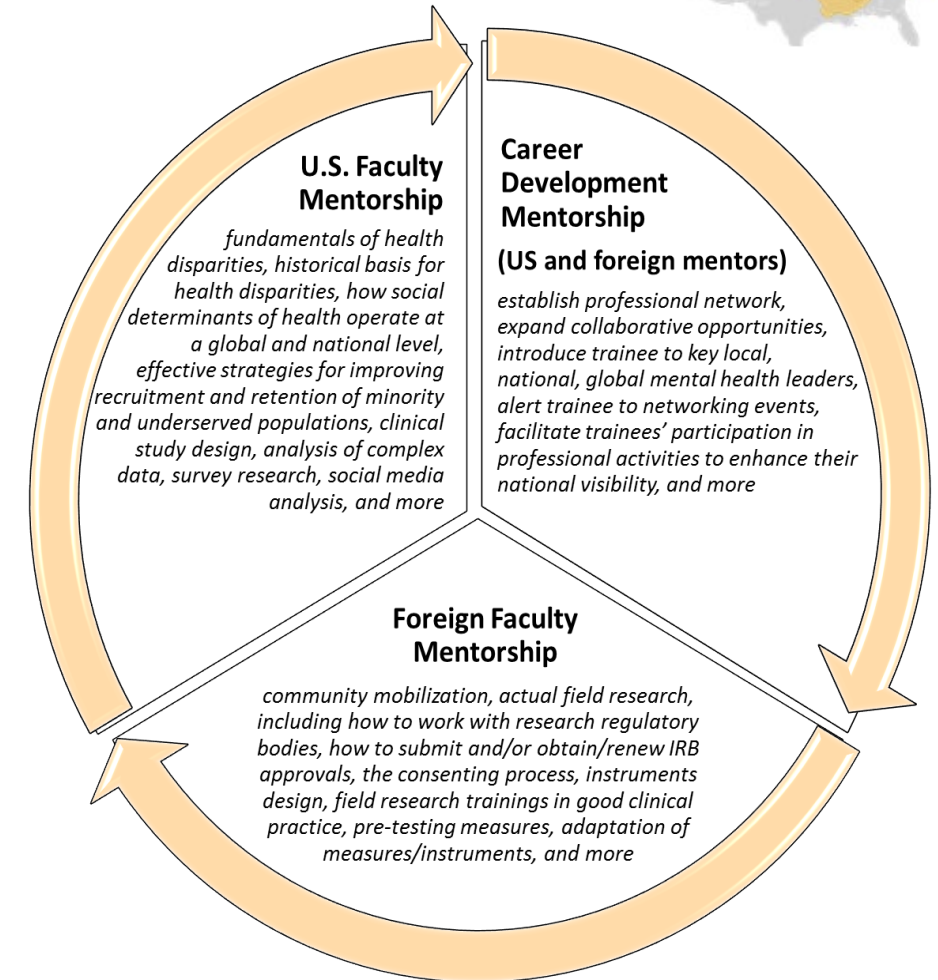 U.S. Faculty
Mentorship
fundamentals of health
disparities, historical basis for
health disparities, how social
determinants of health operate at
a global and national level,
effective strategies for improving
recruitment and retention of minority
and underserved populations, clinical
study design, analysis of complex
data, survey research, social media
analysis, and more
Career
Development
Mentorship
(US and foreign mentors)
establish professional network,
expand collaborative opportunities,
introduce trainee to key local,
national, global mental health leaders,
alert trainee to networking events,
facilitate trainees’ participation in
professional activities to enhance their
national visibility, and more
Foreign Faculty
Mentorship
community mobilization, actual field research,
including how to work with research regulatory
bodies, how to submit and/or obtain/renew IRB
approvals, the consenting process, instruments
design, field research trainings in good clinical
practice, pre-testing measures, adaptation of
measures/instruments, and more